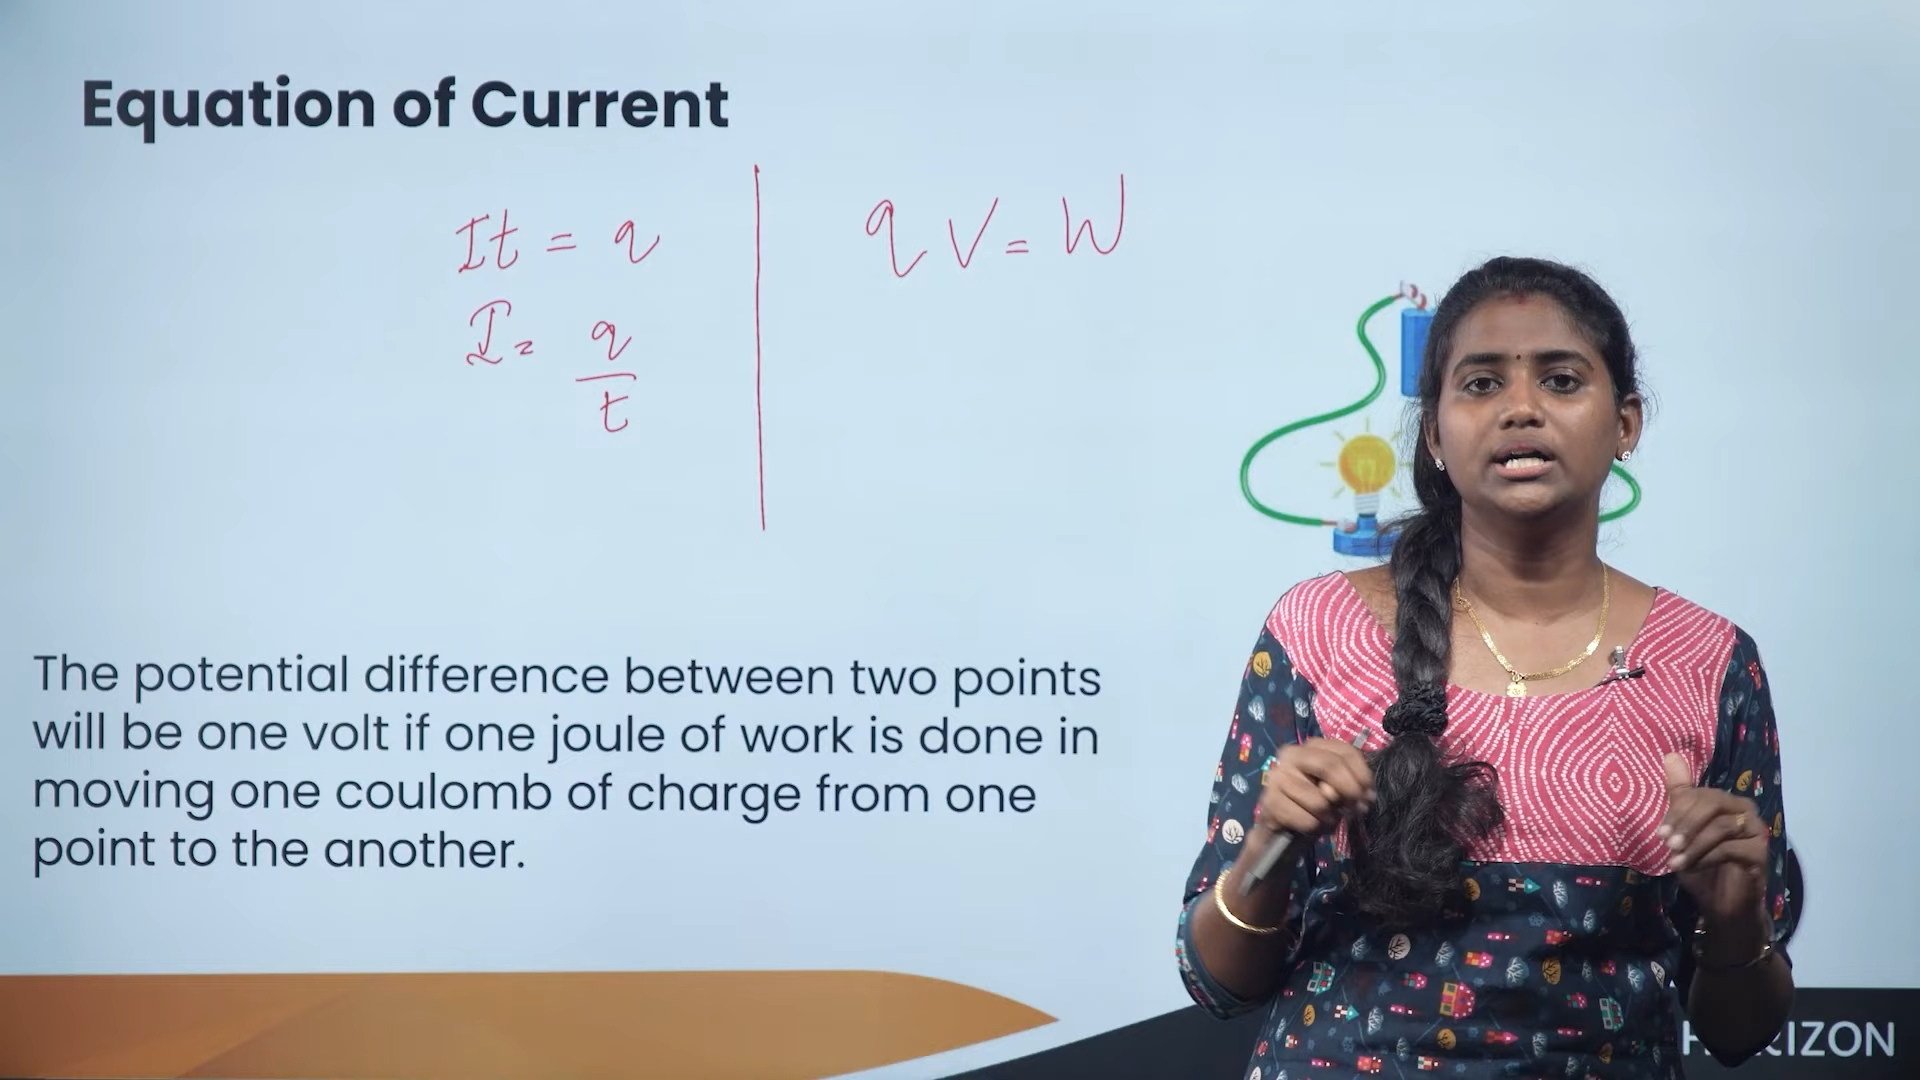 Equation of Current
It = q
I = q/t
qV = W
The potential difference between two points
will be one volt if one joule of work is done in
moving one coulomb of charge from one
point to the another.